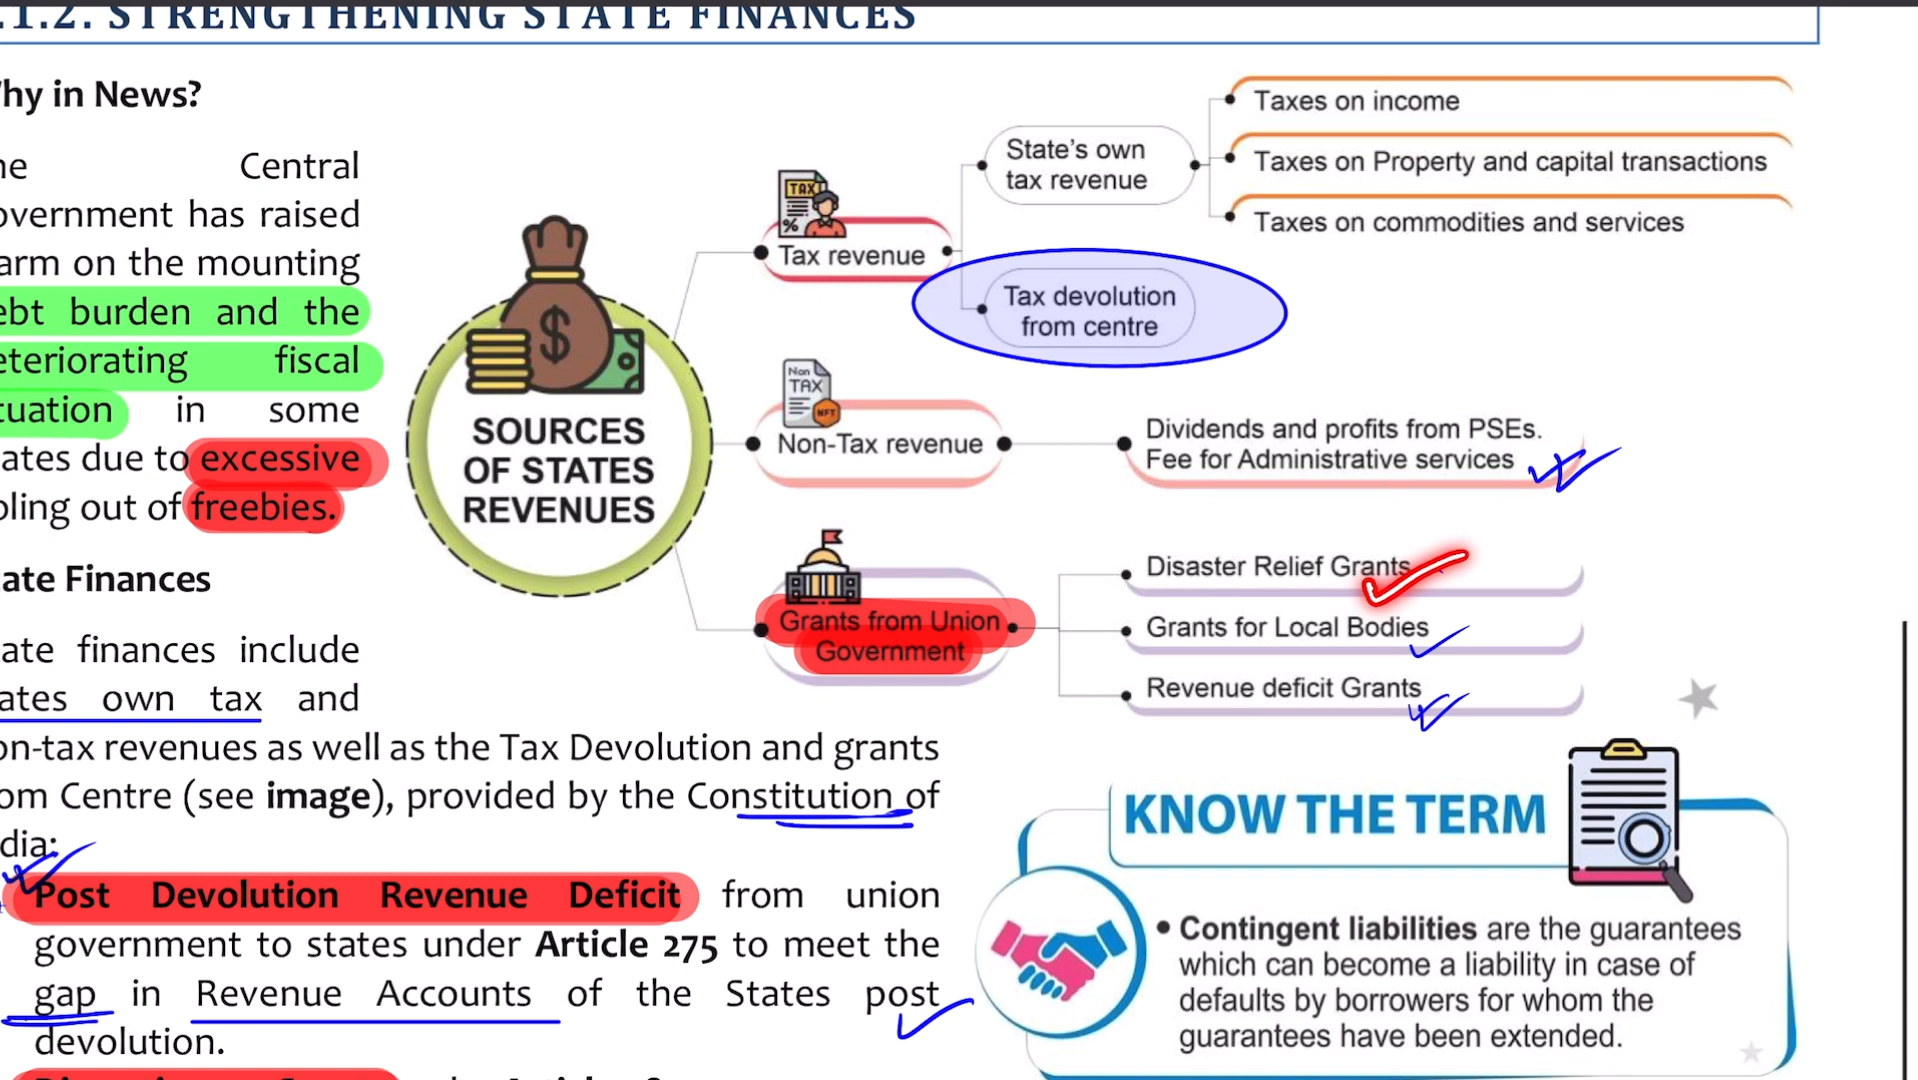 .1.2. STRENGTHENING STATE FINANCES
hy in News?
Central
overnment has raised
arm on the mounting
ebt burden and the
eteriorating fiscal
tuation in some
ates due to excessive
oling out of freebies.
ate Finances
ate finances include
ates own tax and
on-tax revenues as well as the Tax Devolution and grants
om Centre (see image), provided by the Constitution of
dia:
Post Devolution Revenue Deficit from union
government to states under Article 275 to meet the
gap in Revenue Accounts of the States post
devolution.
SOURCES
OF STATES
REVENUES
TAX
%
Tax revenue
State's own
tax revenue
Taxes on income
Taxes on Property and capital transactions
Taxes on commodities and services
Tax devolution
from centre
Non
TAX
NFT
Non-Tax revenue
Dividends and profits from PSEs.
Fee for Administrative services
Grants from Union
Government
Disaster Relief Grants
Grants for Local Bodies
Revenue deficit Grants
KNOW THE TERM
• Contingent liabilities are the guarantees
which can become a liability in case of
defaults by borrowers for whom the
guarantees have been extended.